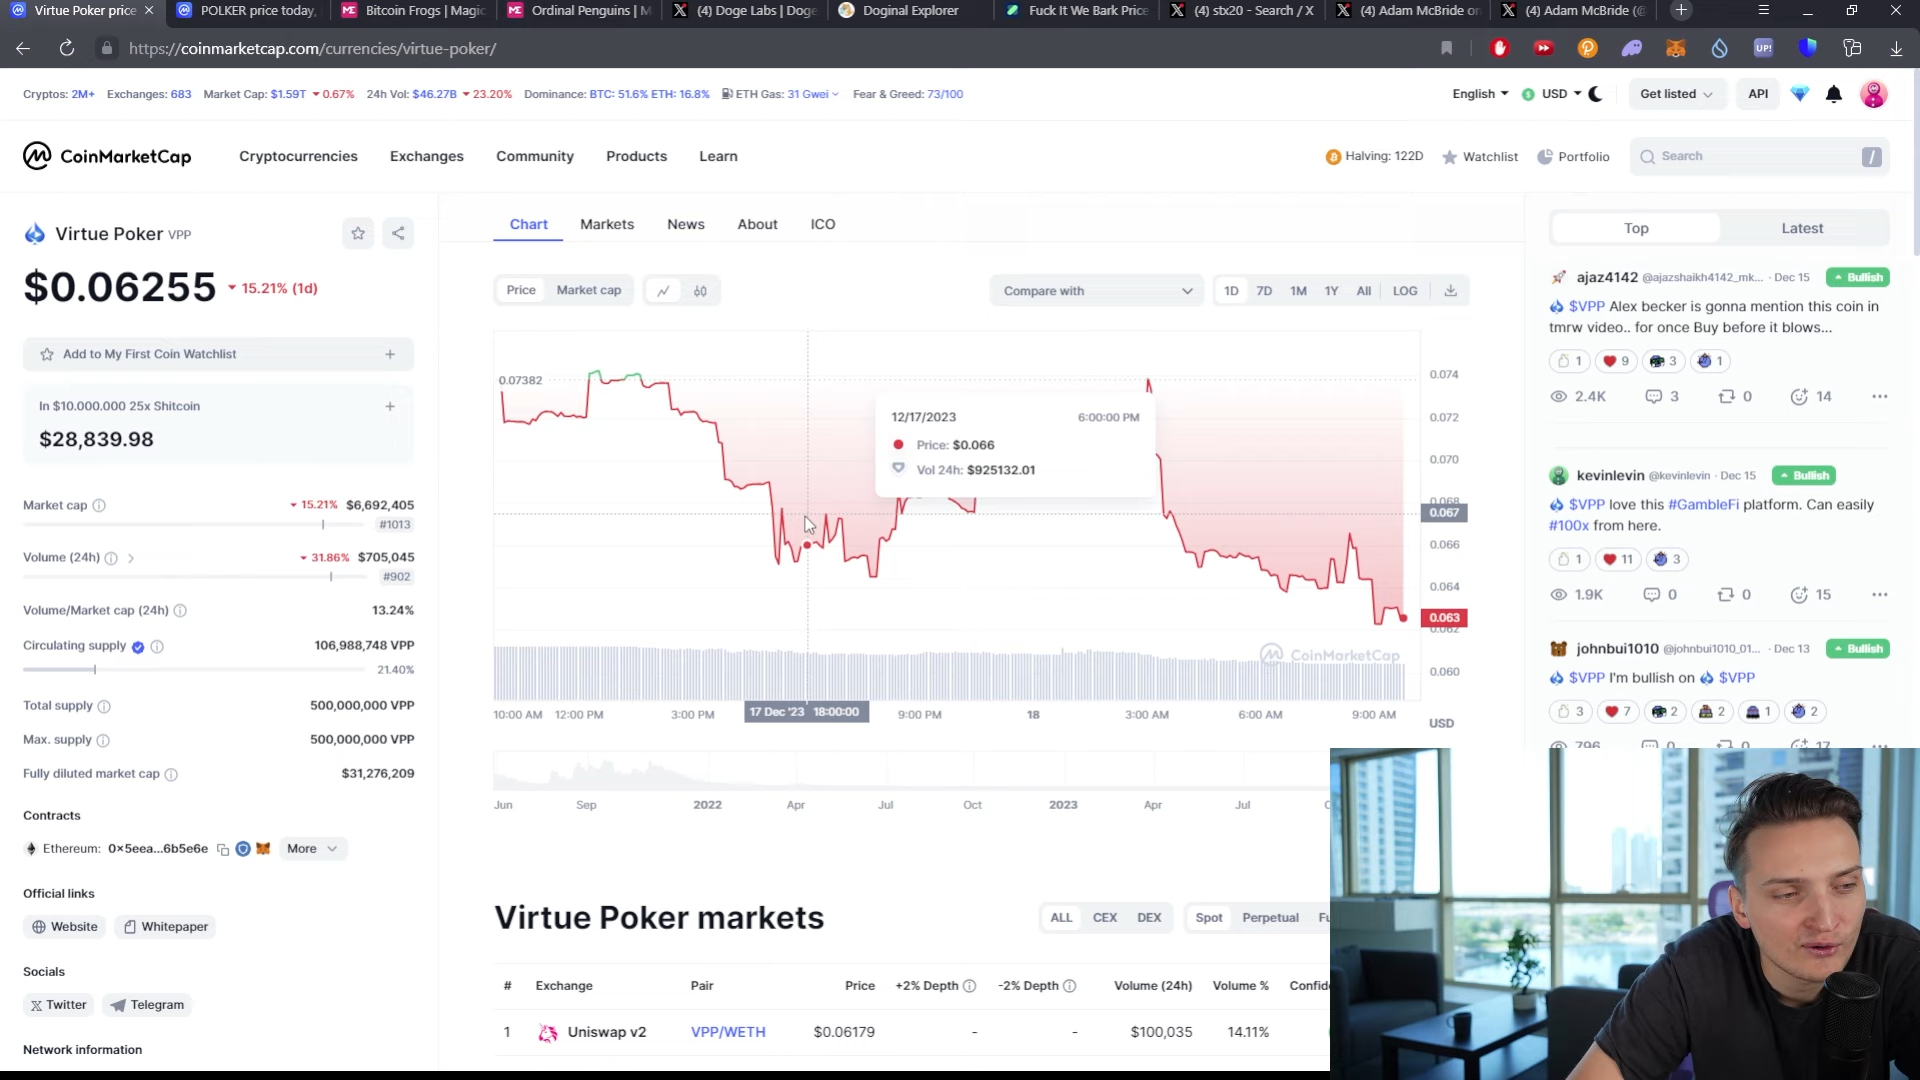 Virtue Poker price
POLKER price today,
Bitcoin Frogs | Magic
Ordinal Penguins | M
(4) Doge Labs | Doge
Doginal Explorer
Fuck It We Bark Price
(4) stx20 - Search / X
(4) Adam McBride on
(4) Adam McBride (@
https://coinmarketcap.com/currencies/virtue-poker/
UP!
Cryptos: 2M+ Exchanges: 683 Market Cap: $1.59T 0.67% 24h Vol: $46.27B 23.20% Dominance: BTC: 51.6% ETH: 16.8% ETH Gas: 31 Gwei Fear & Greed: 73/100
English USD Get listed API
CoinMarketCap Cryptocurrencies Exchanges Community Products Learn
Halving: 122D Watchlist Portfolio Search /
Virtue Poker VPP
$0.06255 15.21% (1d)
Add to My First Coin Watchlist +
In $10.000.000 25x Shitcoin +
$28,839.98
Market cap 15.21% $6,692,405
#1013
Volume (24h) 31.86% $705,045
#902
Volume/Market cap (24h) 13.24%
Circulating supply 106,988,748 VPP
21.40%
Total supply 500,000,000 VPP
Max. supply 500,000,000 VPP
Fully diluted market cap $31,276,209
Contracts
Ethereum: 0x5eea...6b5e6e More
Official links
Website Whitepaper
Socials
Twitter Telegram
Network information
Chart Markets News About ICO
Price Market cap
Compare with 1D 7D 1M 1Y All LOG
0.07382
0.074
0.072
0.070
0.068
0.067
0.066
0.064
0.063
0.062
0.060
12/17/2023 6:00:00 PM
Price: $0.066
Vol 24h: $925132.01
CoinMarketCap
10:00 AM 12:00 PM 3:00 PM 17 Dec '23 18:00:00 9:00 PM 18 3:00 AM 6:00 AM 9:00 AM USD
Jun Sep 2022 Apr Jul Oct 2023 Apr Jul
Virtue Poker markets
ALL CEX DEX Spot Perpetual Fu
# Exchange Pair Price +2% Depth -2% Depth Volume (24h) Volume % Confide
1 Uniswap v2 VPP/WETH $0.06179 - - $100,035 14.11%
Top Latest
ajaz4142 @ajazshaikh4142_mk... · Dec 15 Bullish
$VPP Alex becker is gonna mention this coin in
tmrw video.. for once Buy before it blows...
1 9 3 1
2.4K 3 0 14
kevinlevin @kevinlevin · Dec 15 Bullish
$VPP love this #GambleFi platform. Can easily
#100x from here.
1 11 3
1.9K 0 0 15
johnbui1010 @johnbui1010_01... · Dec 13 Bullish
$VPP I'm bullish on $VPP
3 7 2 2 1 2
796 0 0 17